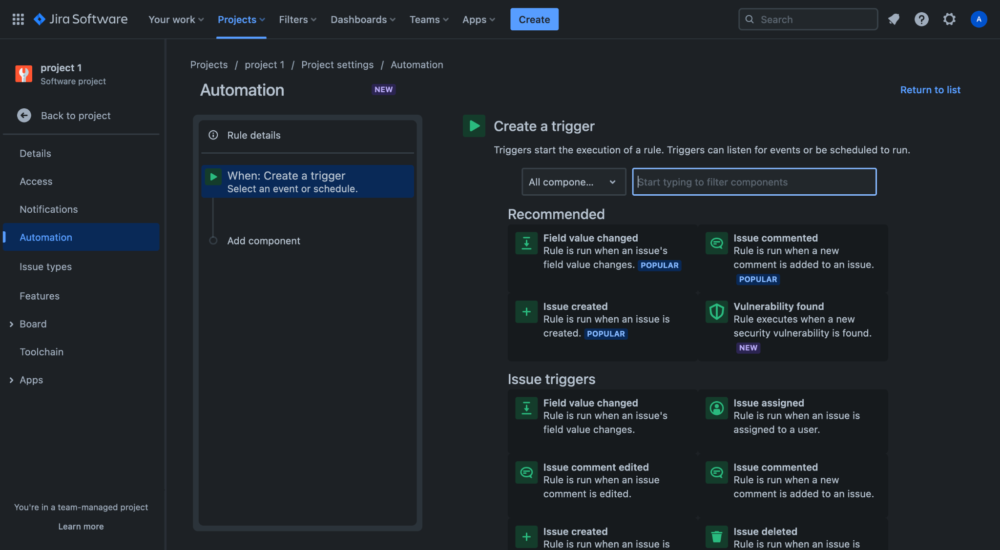 Jira Software
Your work
Projects
Filters
Dashboards
Teams
Apps
Create
Search
A
project 1
Software project
Back to project
Details
Access
Notifications
Automation
Issue types
Features
Board
Toolchain
Apps
You're in a team-managed project
Learn more
Projects / project 1 / Project settings / Automation
Automation
NEW
Return to list
Rule details
When: Create a trigger
Select an event or schedule.
Add component
Create a trigger
Triggers start the execution of a rule. Triggers can listen for events or be scheduled to run.
All compone...
Start typing to filter components
Recommended
Field value changed
Rule is run when an issue's
field value changes. POPULAR
Issue commented
Rule is run when a new
comment is added to an issue.
POPULAR
Issue created
Rule is run when an issue is
created. POPULAR
Vulnerability found
Rule executes when a new
security vulnerability is found.
NEW
Issue triggers
Field value changed
Rule is run when an issue's
field value changes.
Issue assigned
Rule is run when an issue is
assigned to a user.
Issue comment edited
Rule is run when an issue
comment is edited.
Issue commented
Rule is run when a new
comment is added to an issue.
Issue created
Rule is run when an issue is
Issue deleted
Rule is run when an issue is